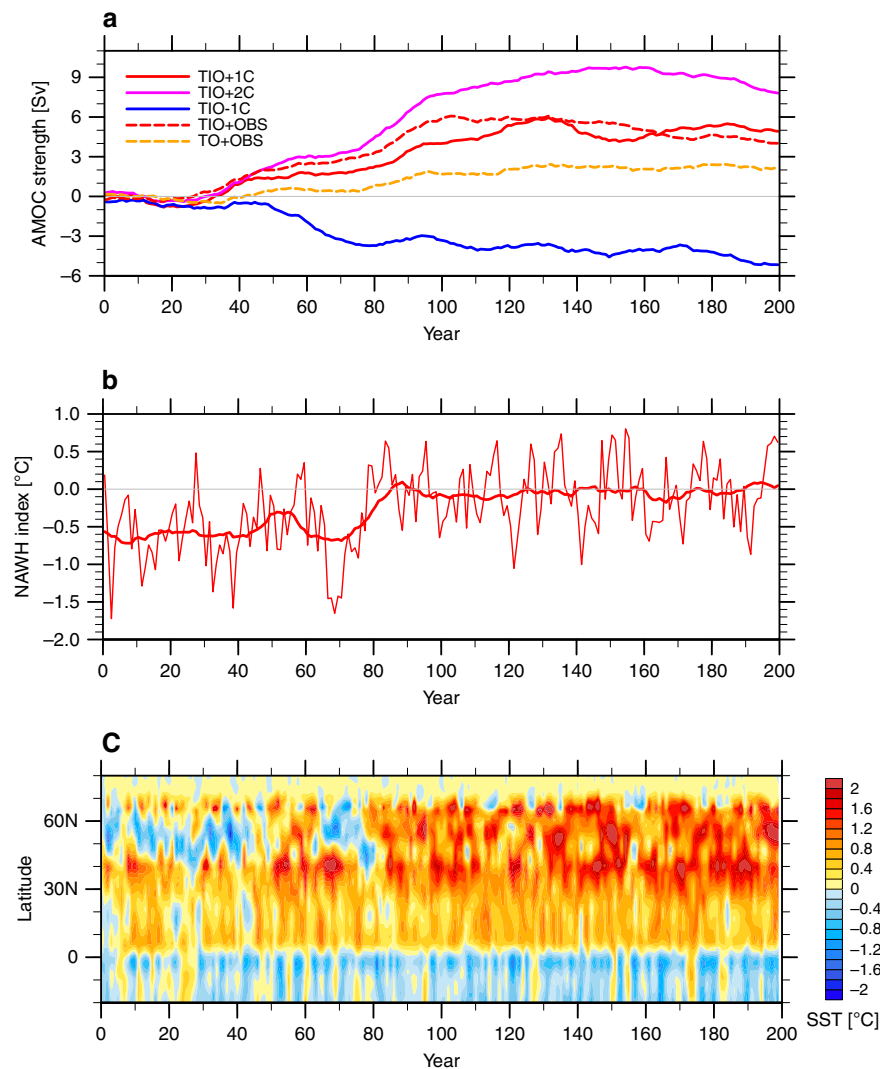 a
AMOC strength [Sv]
9
6
3
0
−3
−6
TIO+1C
TIO+2C
TIO-1C
TIO+OBS
TO+OBS
0 20 40 60 80 100 120 140 160 180 200
Year
b
NAWH index [°C]
1.0
0.5
0.0
−0.5
−1.0
−1.5
−2.0
0 20 40 60 80 100 120 140 160 180 200
Year
C
Latitude
60N
30N
0
0 20 40 60 80 100 120 140 160 180 200
Year
2
1.6
1.2
0.8
0.4
0
−0.4
−0.8
−1.2
−1.6
−2
SST [°C]